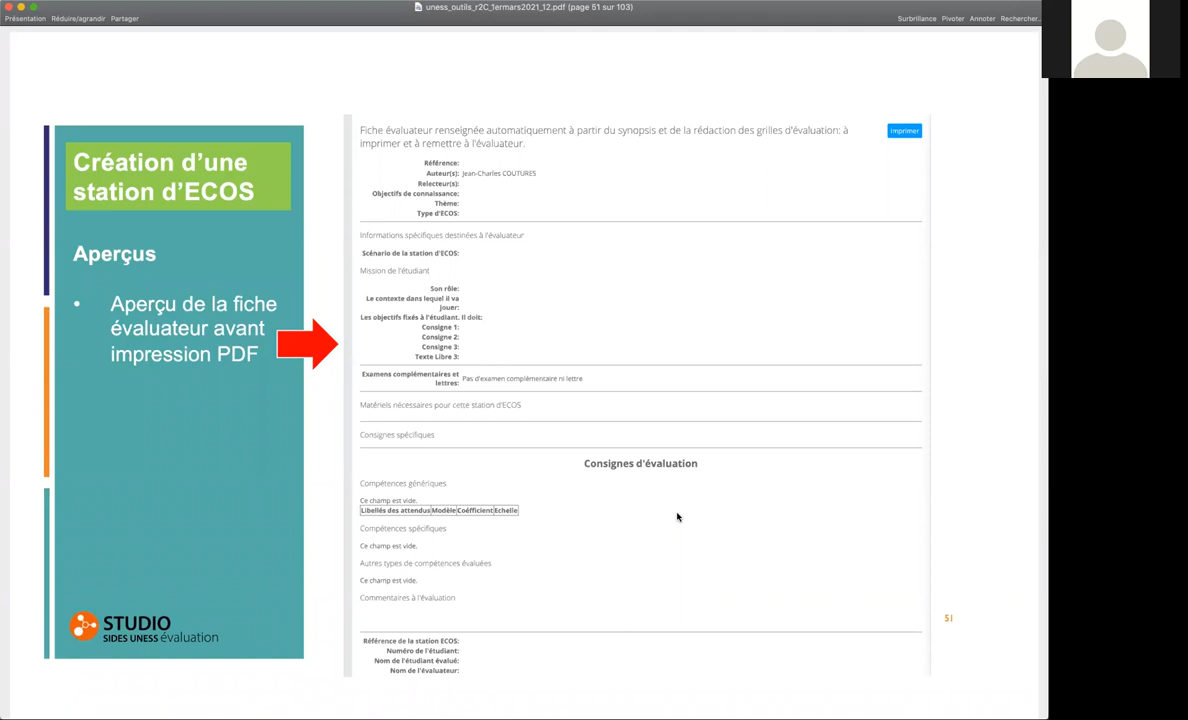 uness_outils_r2C_1ermars2021_12.pdf (page 51 sur 103)
Présentation Réduire/agrandir Partager
Surbrillance Pivoter Annoter Rechercher...
Création d'une
station d'ECOS
Aperçus
• Aperçu de la fiche
évaluateur avant
impression PDF
STUDIO
SIDES UNESS évaluation
Fiche évaluateur renseignée automatiquement à partir du synopsis et de la rédaction des grilles d'évaluation: à
imprimer et à remettre à l'évaluateur.
Imprimer
Référence:
Auteur(s): Jean-Charles COUTURES
Relecteur(s):
Objectifs de connaissance:
Thème:
Type d'ECOS:
Informations spécifiques destinées à l'évaluateur
Scénario de la station d'ECOS:
Mission de l'étudiant
Son rôle:
Le contexte dans lequel il va
jouer:
Les objectifs fixés à l'étudiant. Il doit:
Consigne 1:
Consigne 2:
Consigne 3:
Texte Libre 3:
Examens complémentaires et
lettres: Pas d'examen complémentaire ni lettre
Matériels nécessaires pour cette station d'ECOS
Consignes spécifiques
Consignes d'évaluation
Compétences génériques
Ce champ est vide.
Libellés des attendus Modèle Coéfficient Echelle
Compétences spécifiques
Ce champ est vide.
Autres types de compétences évaluées
Ce champ est vide.
Commentaires à l'évaluation
Référence de la station ECOS:
Numéro de l'étudiant:
Nom de l'étudiant évalué:
Nom de l'évaluateur:
51